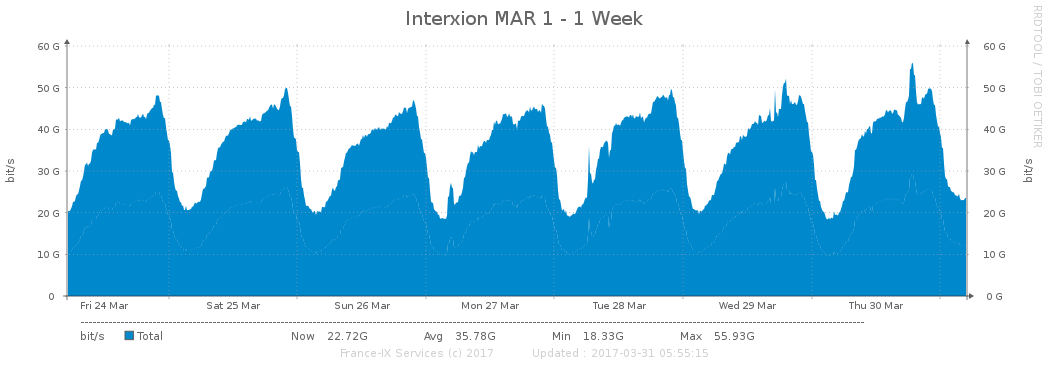 Interxion MAR 1 - 1 Week
RRDTOOL / TOBI OETIKER
bit/s
60 G 60 G
50 G 50 G
40 G 40 G
30 G 30 G
20 G 20 G
10 G 10 G
0 0 G
bit/s
Fri 24 Mar Sat 25 Mar Sun 26 Mar Mon 27 Mar Tue 28 Mar Wed 29 Mar Thu 30 Mar
bit/s Total Now 22.72G Avg 35.78G Min 18.33G Max 55.93G
France-IX Services (c) 2017 Updated : 2017-03-31 05:55:15